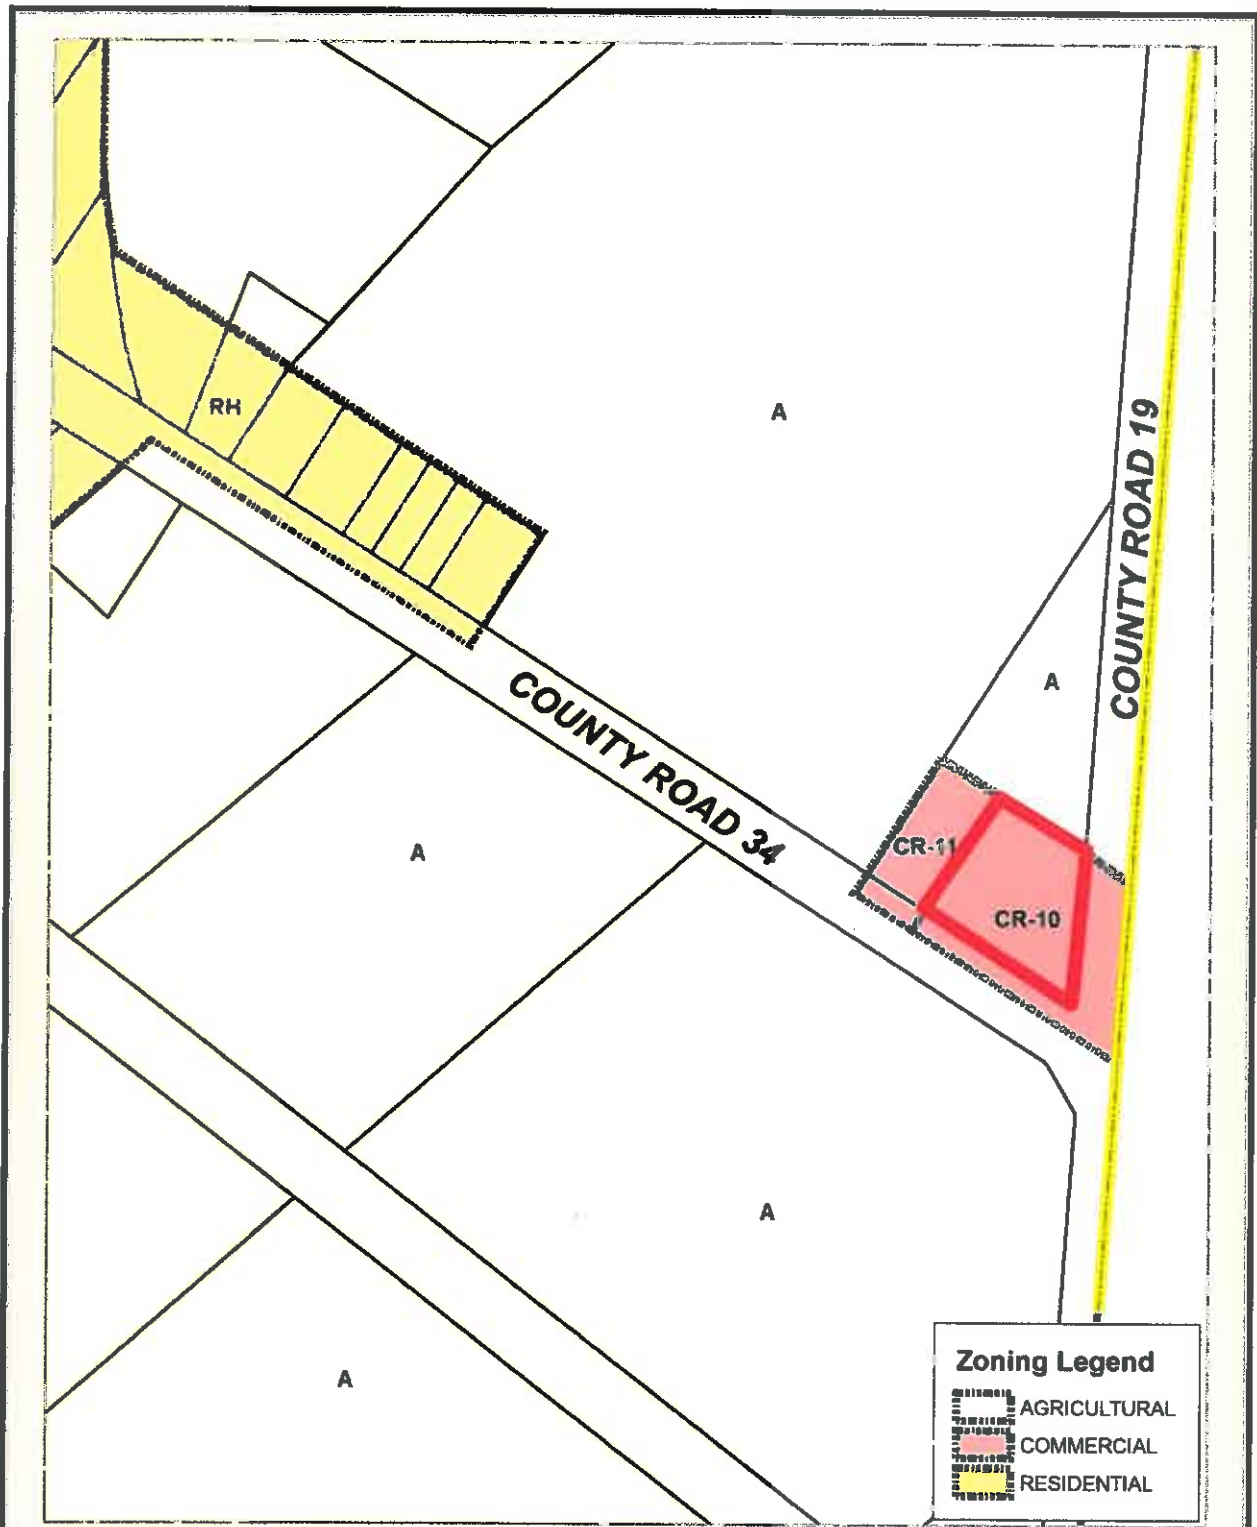 RH
A
COUNTY ROAD 19
A
COUNTY ROAD 34
CR-11
A
CR-10
A
A
Zoning Legend
AGRICULTURAL
COMMERCIAL
RESIDENTIAL